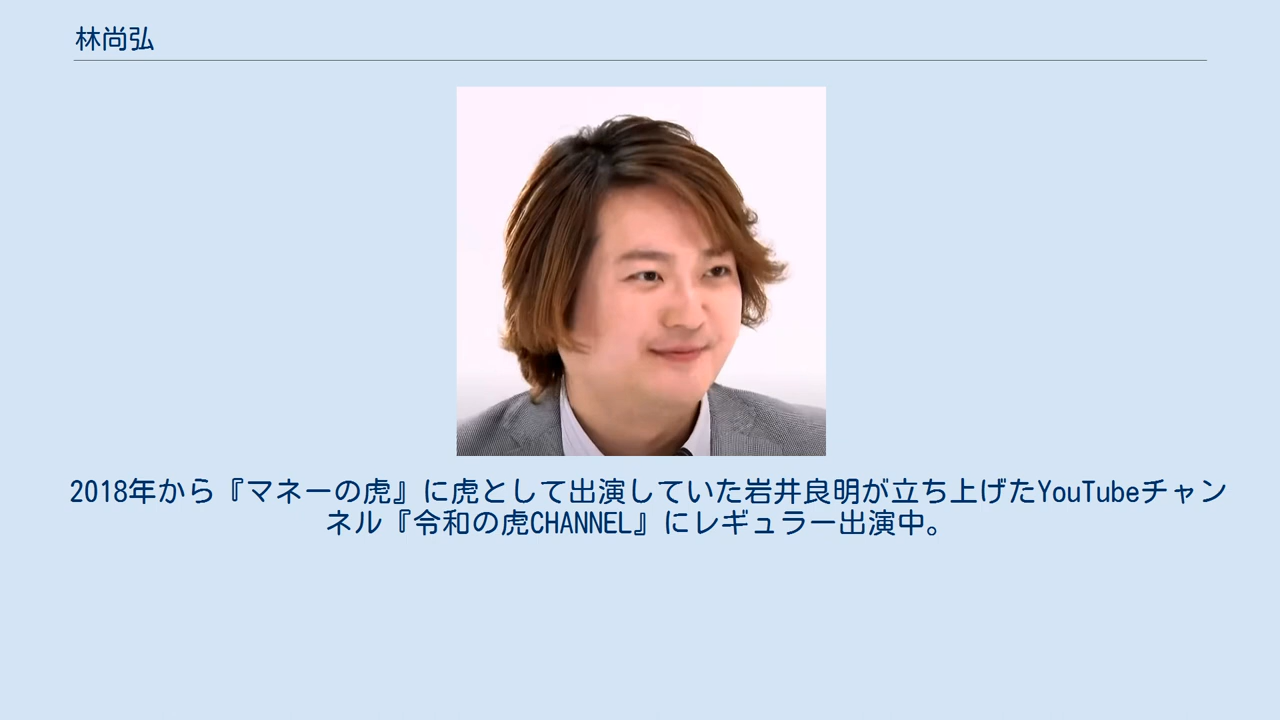 林尚弘
2018年から『マネーの虎』に虎として出演していた岩井良明が立ち上げたYouTubeチャン
ネル『令和の虎CHANNEL』にレギュラー出演中。